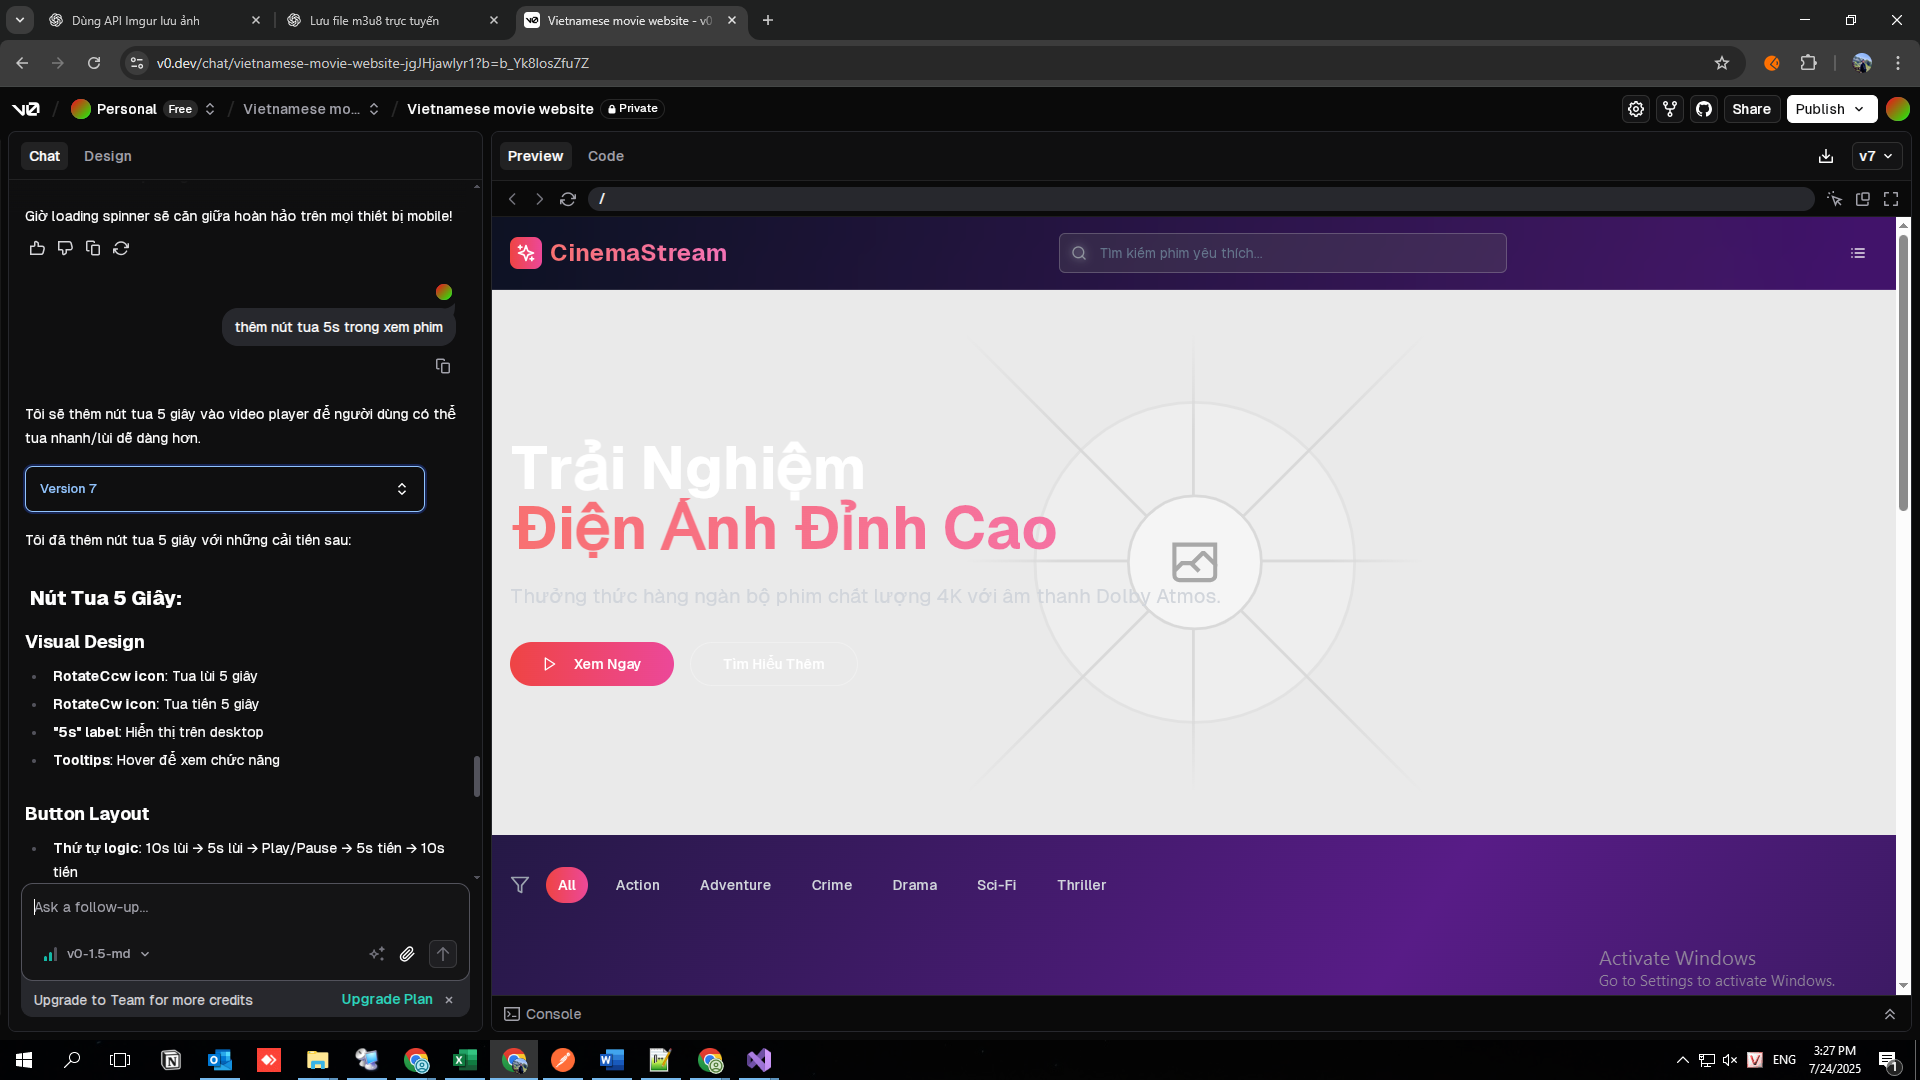 Dùng API Imgur lưu ảnh
Lưu file m3u8 trực tuyến
Vietnamese movie website - v0
v0.dev/chat/vietnamese-movie-website-jgJHjawlyr1?b=b_Yk8losZfu7Z
Personal
Free
Vietnamese mo...
Vietnamese movie website
Private
Share
Publish
Chat
Design
Preview
Code
v7
/
Giờ loading spinner sẽ căn giữa hoàn hảo trên mọi thiết bị mobile!
thêm nút tua 5s trong xem phim
Tôi sẽ thêm nút tua 5 giây vào video player để người dùng có thể
tua nhanh/lùi dễ dàng hơn.
Version 7
Tôi đã thêm nút tua 5 giây với những cải tiến sau:
Nút Tua 5 Giây:
Visual Design
RotateCcw icon: Tua lùi 5 giây
RotateCw icon: Tua tiến 5 giây
"5s" label: Hiển thị trên desktop
Tooltips: Hover để xem chức năng
Button Layout
Thứ tự logic: 10s lùi → 5s lùi → Play/Pause → 5s tiến → 10s
tiến
Ask a follow-up...
v0-1.5-md
Upgrade to Team for more credits
Upgrade Plan
CinemaStream
Tìm kiếm phim yêu thích...
Trải Nghiệm
Điện Ảnh Đỉnh Cao
Thưởng thức hàng ngàn bộ phim chất lượng 4K với âm thanh Dolby Atmos.
Xem Ngay
Tìm Hiểu Thêm
All
Action
Adventure
Crime
Drama
Sci-Fi
Thriller
Activate Windows
Go to Settings to activate Windows.
Console
ENG
3:27 PM
7/24/2025
1